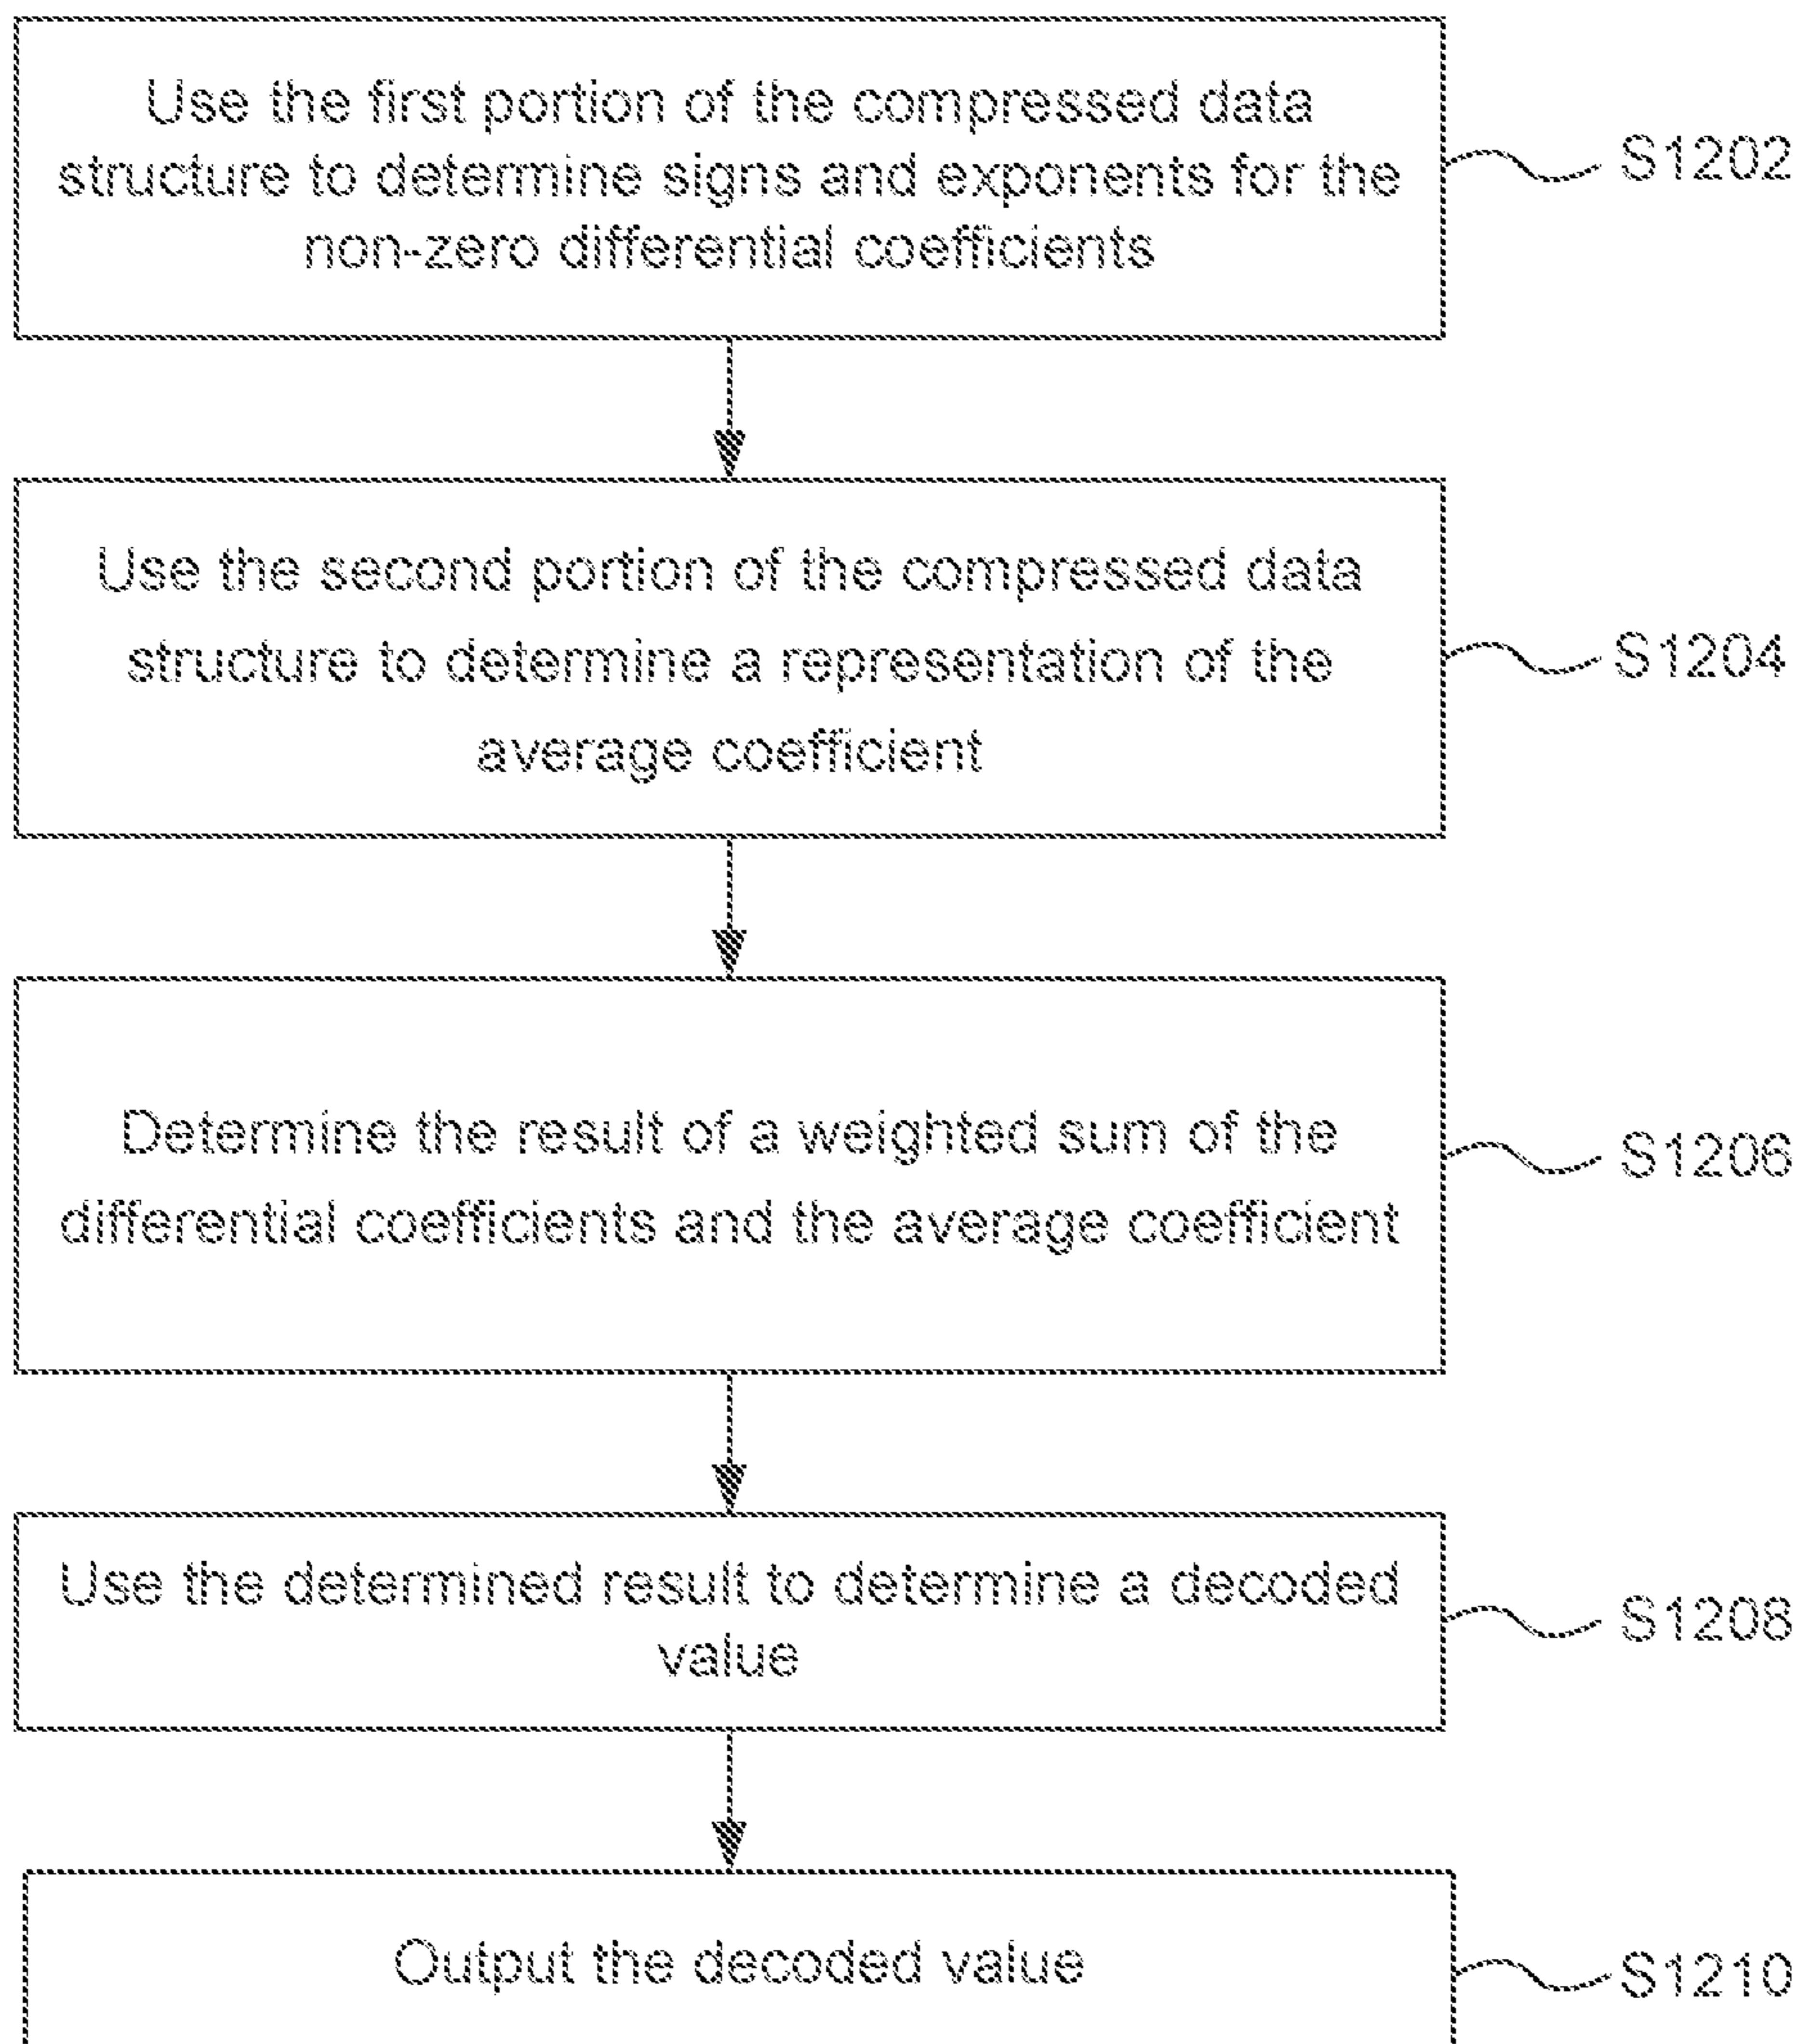 Use the first portion of the compressed data
structure to determine signs and exponents for the
non-zero differential coefficients
S1202
Use the second portion of the compressed data
structure to determine a representation of the
average coefficient
S1204
Determine the result of a weighted sum of the
differential coefficients and the average coefficient
S1206
Use the determined result to determine a decoded
value
S1208
Output the decoded value
S1210